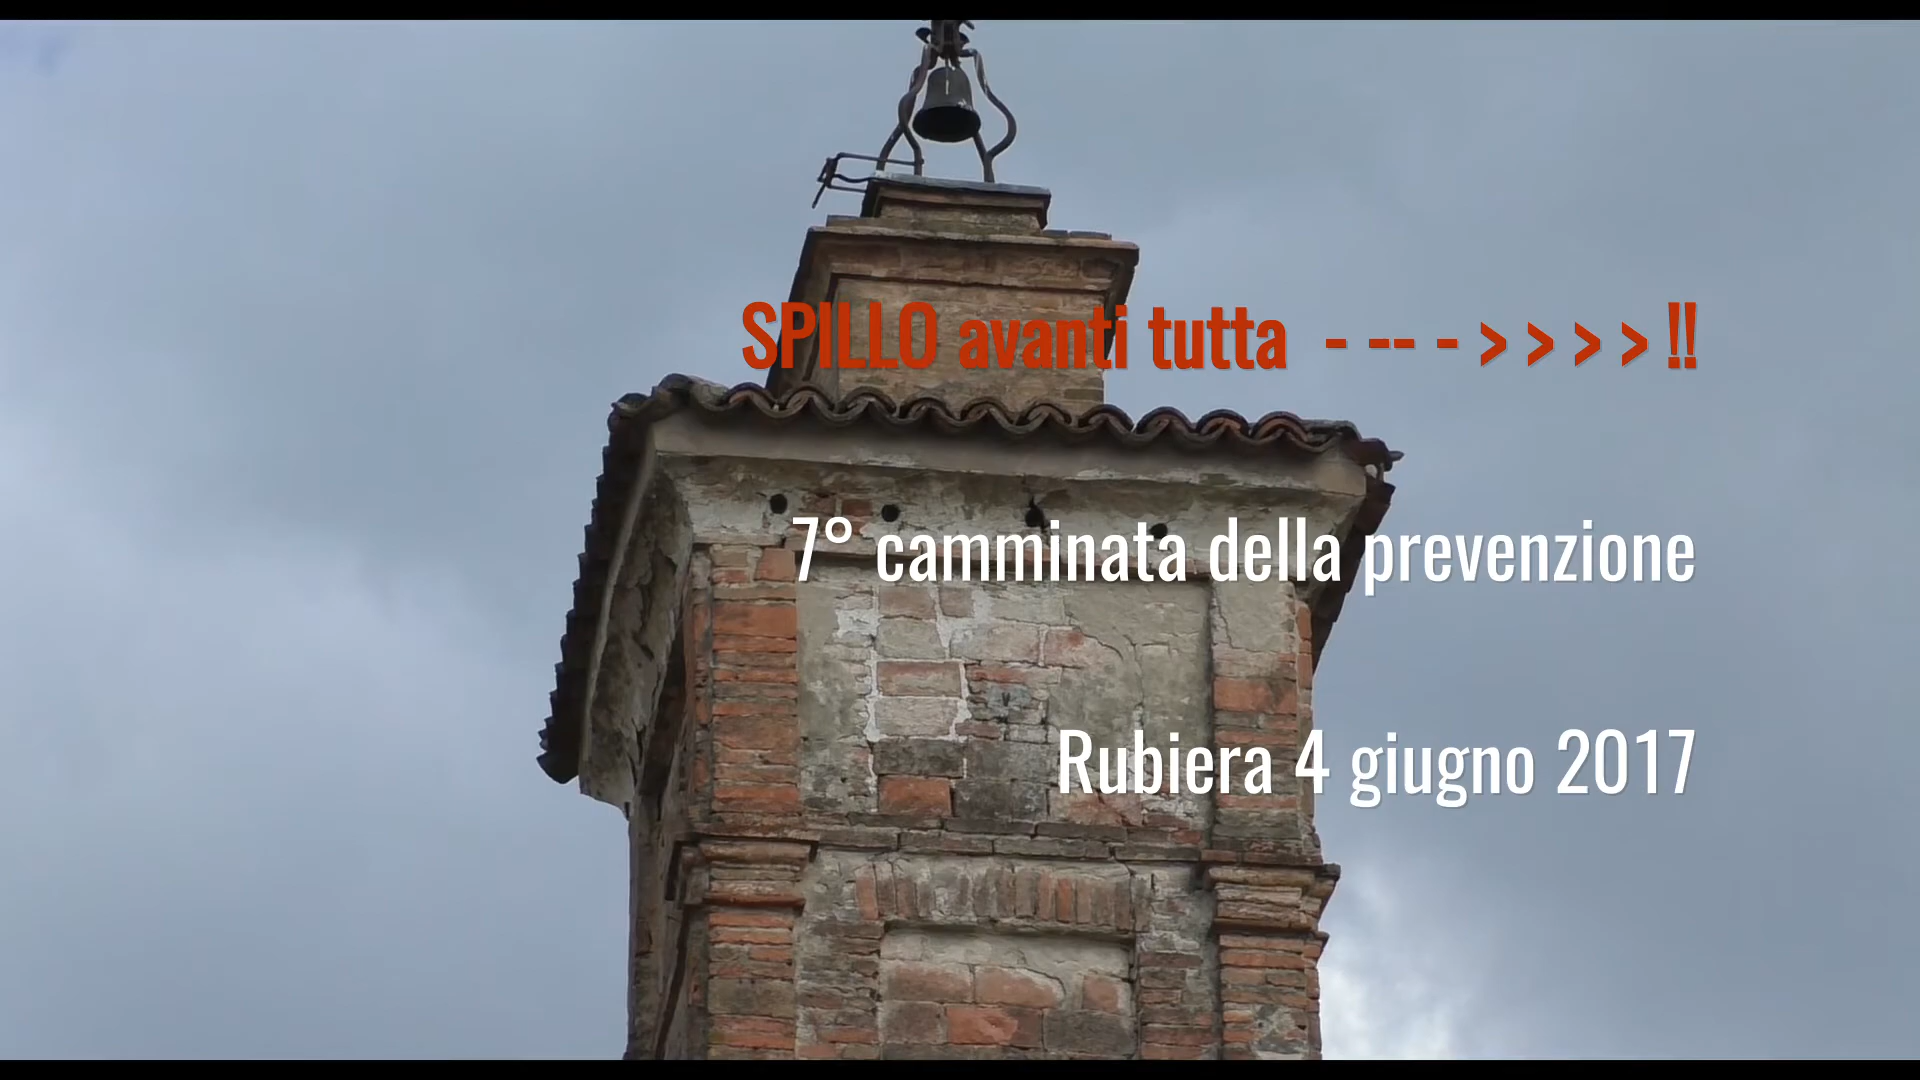 SPILLO avanti tutta - -- - > > > > !!
7° camminata della prevenzione
Rubiera 4 giugno 2017